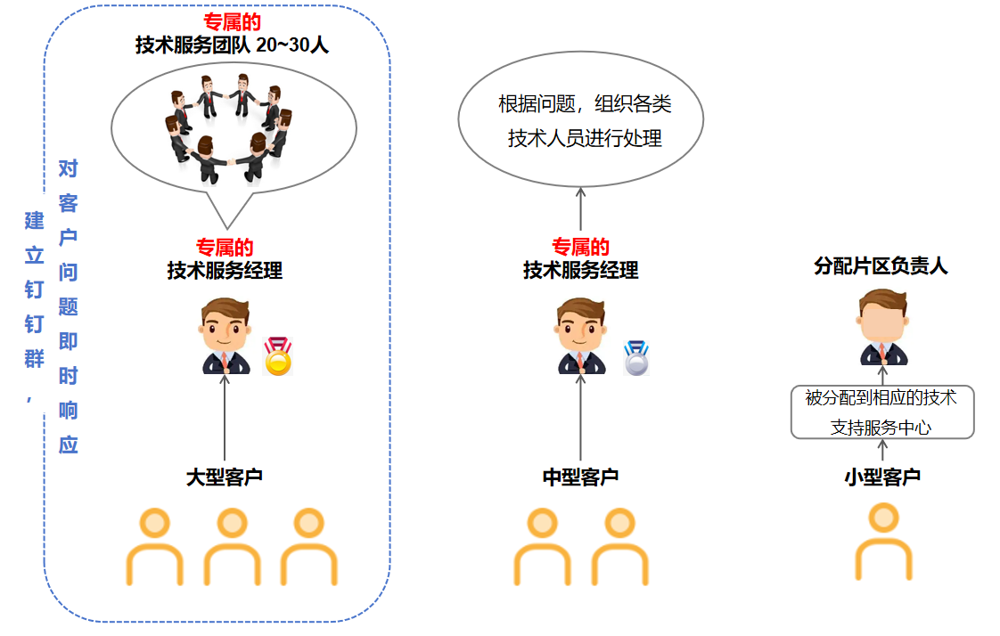 专属的
技术服务团队 20~30人
建立钉钉群，
对客户问题即时响应
专属的
技术服务经理
大型客户
根据问题，组织各类
技术人员进行处理
专属的
技术服务经理
中型客户
分配片区负责人
被分配到相应的技术
支持服务中心
小型客户